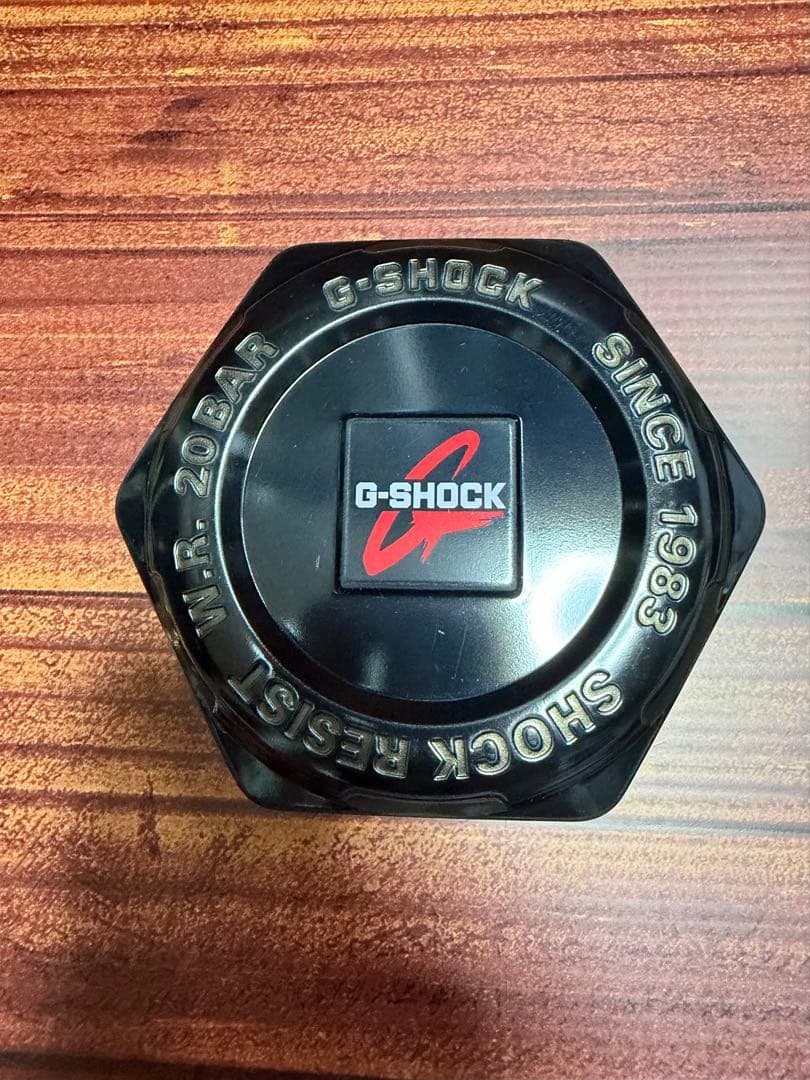 G-SHOCK
SINCE 1983
SHOCK RESIST
W.R. 20BAR
G-SHOCK